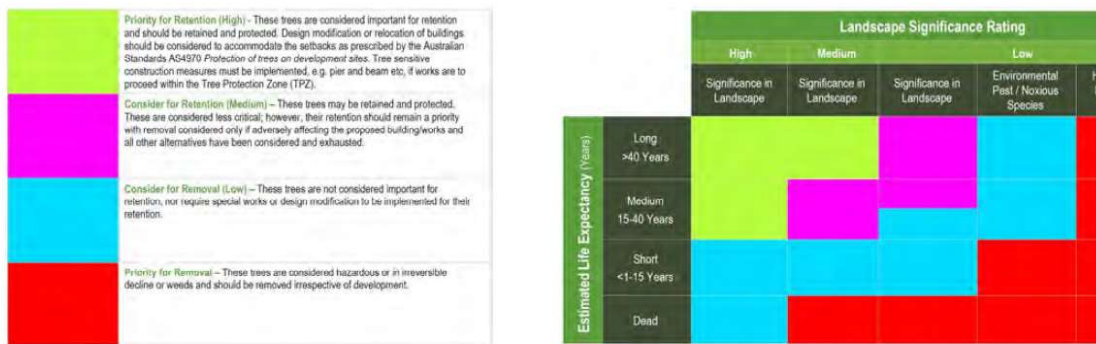 Priority for Retention (High) - These trees are considered important for retention
and should be retained and protected. Design modification or relocation of buildings
should be considered to accommodate the setbacks as prescribed by the Australian
Standards AS4970 Protection of trees on development sites. Tree sensitive
construction measures must be implemented, e.g. pier and beam etc, if works are to
proceed within the Tree Protection Zone (TPZ).
Consider for Retention (Medium) – These trees may be retained and protected.
These are considered less critical; however, their retention should remain a priority
with removal considered only if adversely affecting the proposed building/works and
all other alternatives have been considered and exhausted.
Consider for Removal (Low) – These trees are not considered important for
retention, nor require special works or design modification to be implemented for their
retention.
Priority for Removal – These trees are considered hazardous or in irreversible
decline or weeds and should be removed irrespective of development.
Landscape Significance Rating
High Medium Low
Significance in
Landscape
Significance in
Landscape
Significance in
Landscape
Environmental
Pest / Noxious
Species
Estimated Life Expectancy (Years)
Long
>40 Years
Medium
15-40 Years
Short
<1-15 Years
Dead